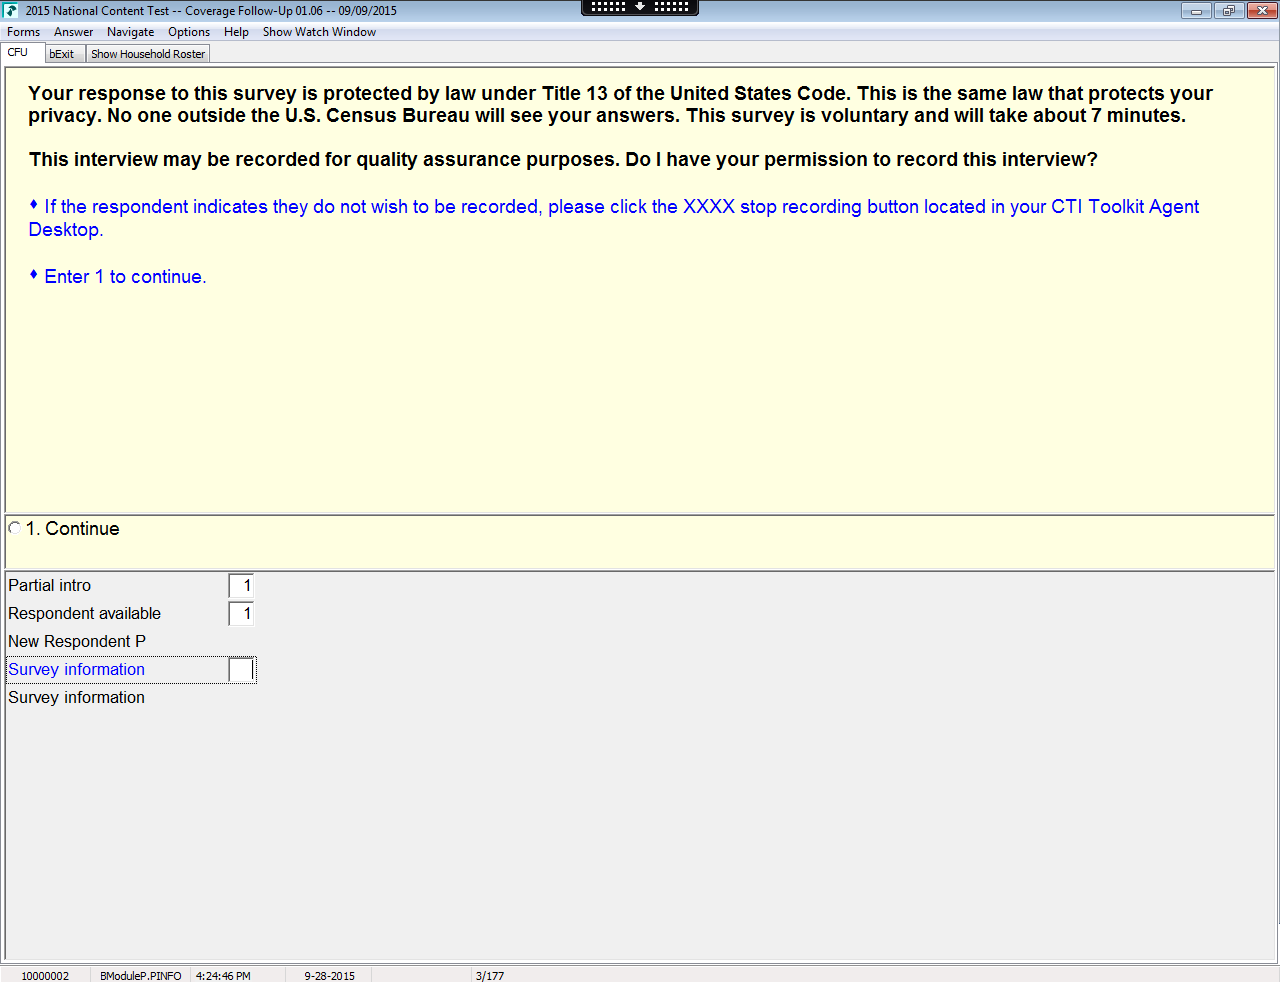 2015 National Content Test -- Coverage Follow-Up 01.06 -- 09/09/2015
Forms Answer Navigate Options Help Show Watch Window
CFU bExit Show Household Roster
Your response to this survey is protected by law under Title 13 of the United States Code. This is the same law that protects your
privacy. No one outside the U.S. Census Bureau will see your answers. This survey is voluntary and will take about 7 minutes.
This interview may be recorded for quality assurance purposes. Do I have your permission to record this interview?
♦ If the respondent indicates they do not wish to be recorded, please click the XXXX stop recording button located in your CTI Toolkit Agent
Desktop.
♦ Enter 1 to continue.
1. Continue
Partial intro 1
Respondent available 1
New Respondent P
Survey information
Survey information
10000002 BModuleP.PINFO 4:24:46 PM 9-28-2015 3/177